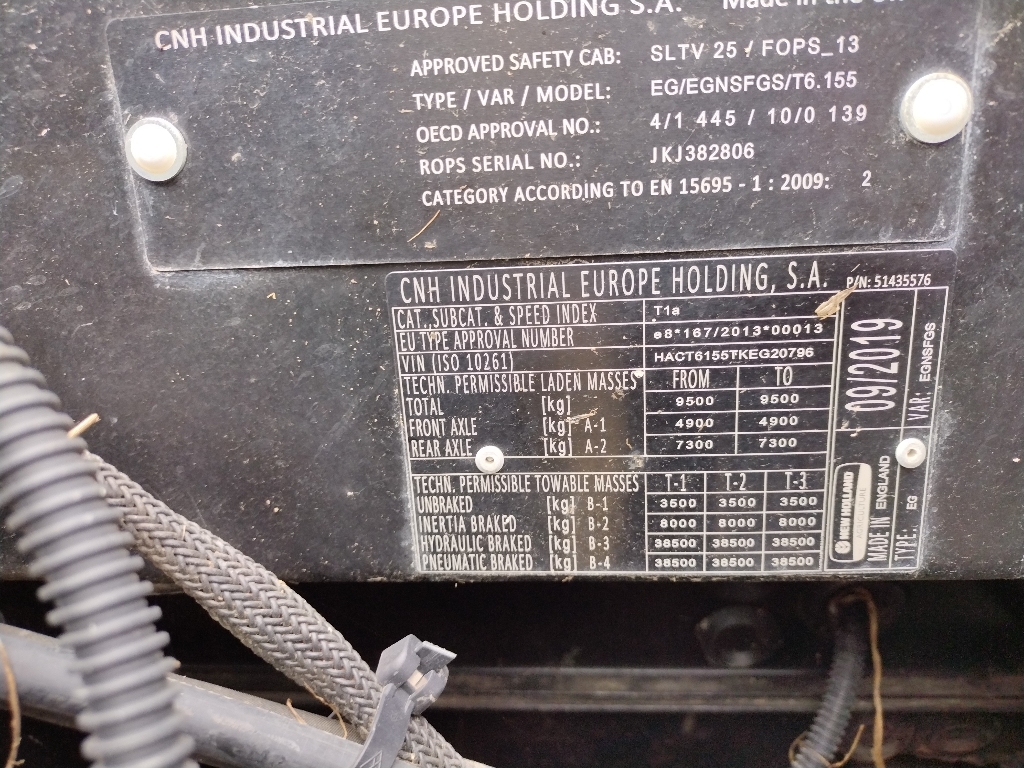 CNH INDUSTRIAL EUROPE HOLDING S.A. Made in the
APPROVED SAFETY CAB: SLTV 25 / FOPS_13
TYPE / VAR / MODEL: EG/EGNSFGS/T6.155
OECD APPROVAL NO.: 4/1 445 / 10/0 139
ROPS SERIAL NO.: JKJ382806
CATEGORY ACCORDING TO EN 15695 - 1 : 2009: 2
CNH INDUSTRIAL EUROPE HOLDING, S.A. P/N: 51435576
CAT.,SUBCAT. & SPEED INDEX T1a
EU TYPE APPROVAL NUMBER e8*167/2013*00013
VIN (ISO 10261) HACT6155TKEG20796
TECHN. PERMISSIBLE LADEN MASSES FROM TO
TOTAL [kg] 9500 9500
FRONT AXLE [kg] A-1 4900 4900
REAR AXLE [kg] A-2 7300 7300
TECHN. PERMISSIBLE TOWABLE MASSES T-1 T-2 T-3
UNBRAKED [kg] B-1 3500 3500 3500
INERTIA BRAKED [kg] B-2 8000 8000 8000
HYDRAULIC BRAKED [kg] B-3 38500 38500 38500
PNEUMATIC BRAKED [kg] B-4 38500 38500 38500
09/2019
NEW HOLLAND
AGRICULTURE
MADE IN ENGLAND
TYPE.: EG
VAR.: EGNSFGS